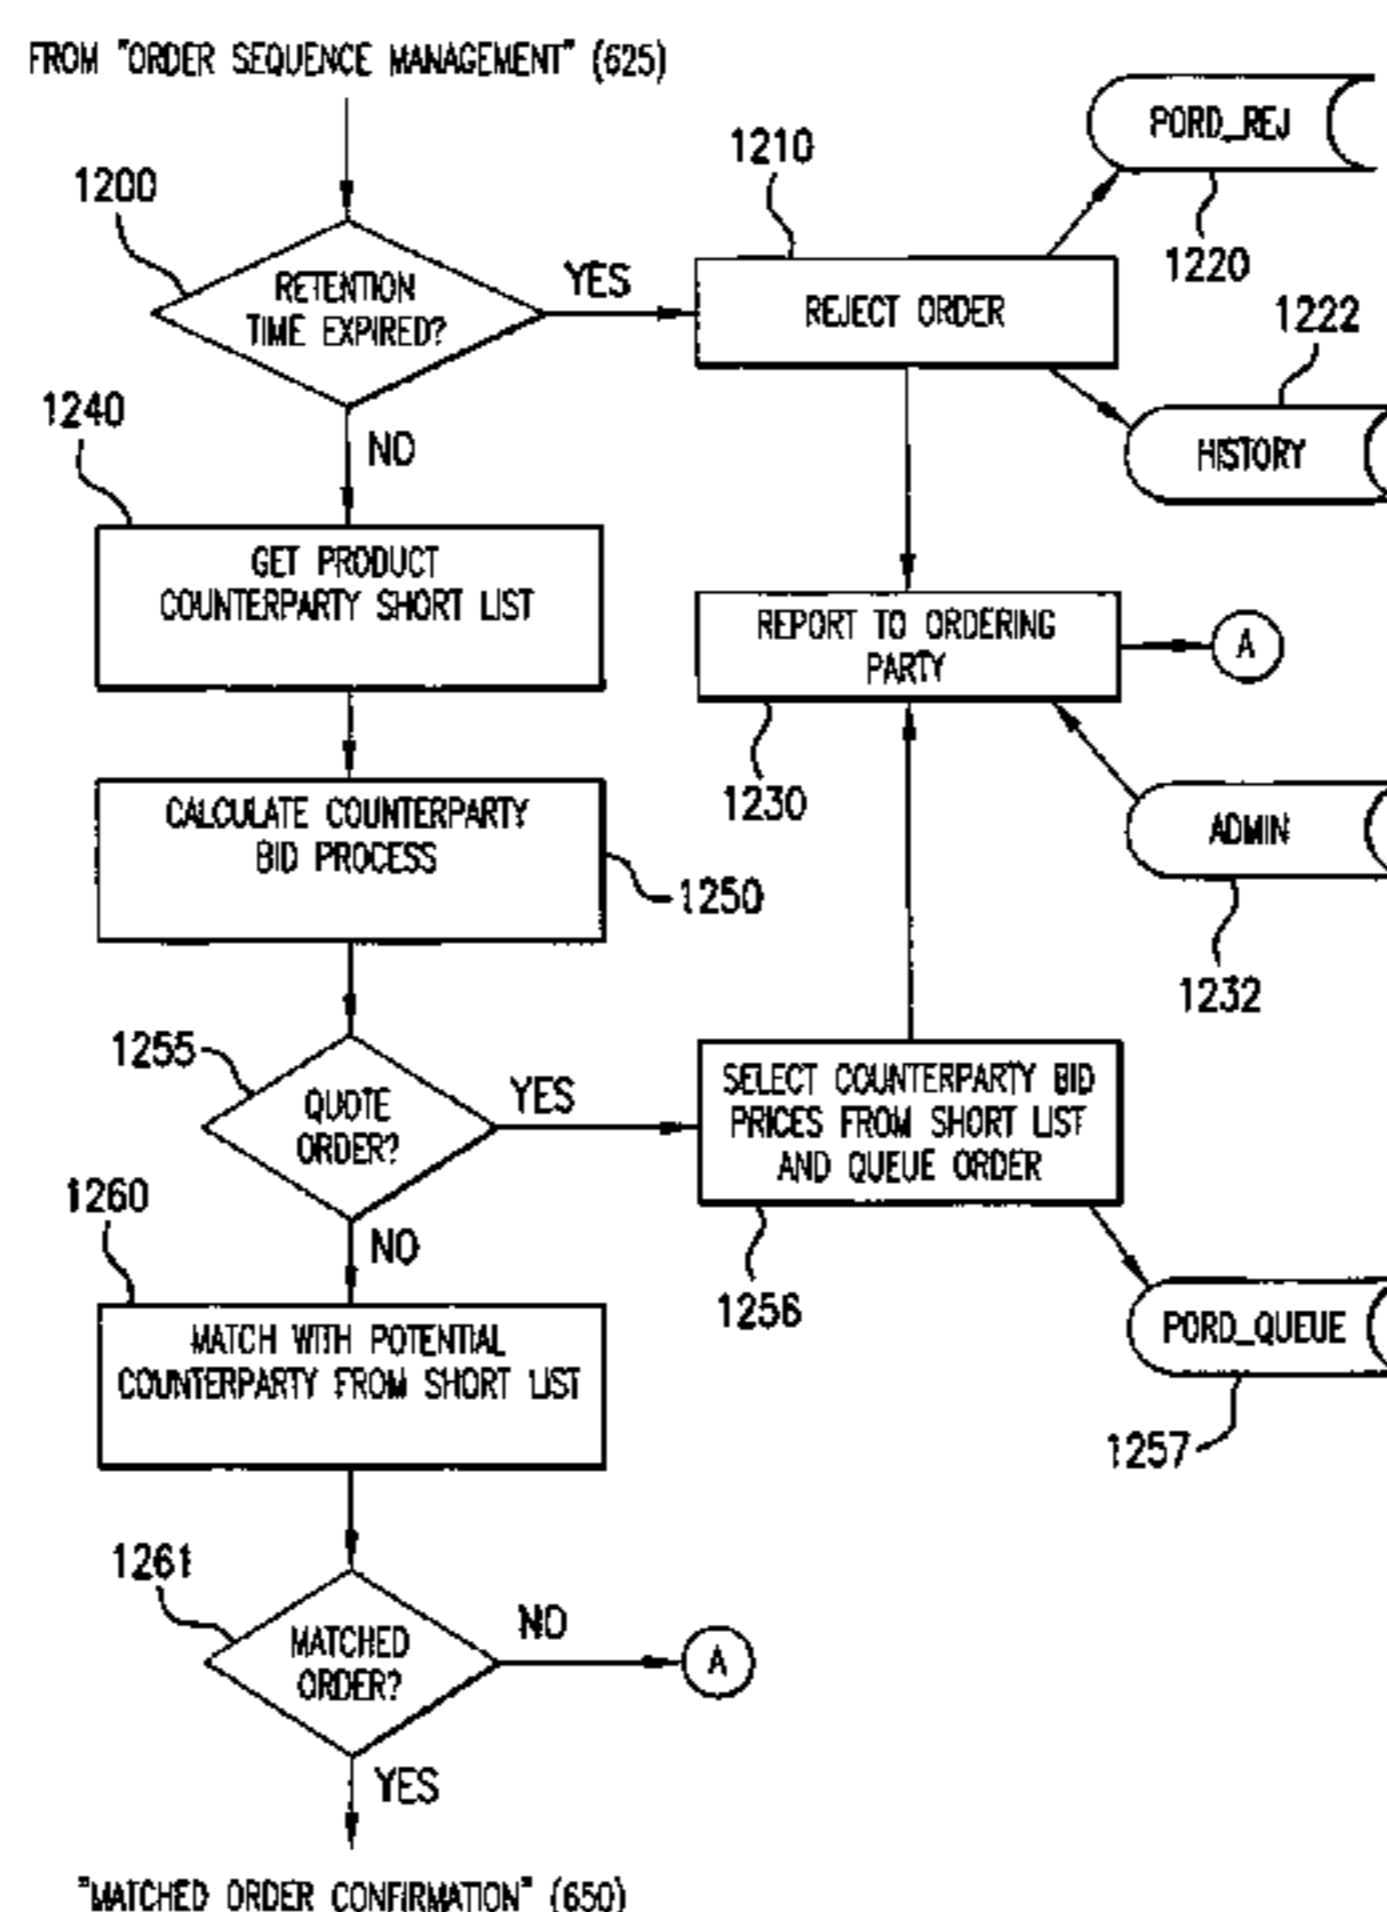 FROM "ORDER SEQUENCE MANAGEMENT" (625)
1200
RETENTION
TIME EXPIRED?
YES
NO
1210
REJECT ORDER
PORD_REJ
1220
1222
HISTORY
1240
GET PRODUCT
COUNTERPARTY SHORT LIST
REPORT TO ORDERING
PARTY
A
1230
ADMIN
1232
CALCULATE COUNTERPARTY
BID PROCESS
1250
1255
QUOTE
ORDER?
YES
NO
SELECT COUNTERPARTY BID
PRICES FROM SHORT LIST
AND QUEUE ORDER
1256
PORD_QUEUE
1257
1260
MATCH WITH POTENTIAL
COUNTERPARTY FROM SHORT LIST
1261
MATCHED
ORDER?
NO
A
YES
"MATCHED ORDER CONFIRMATION" (650)